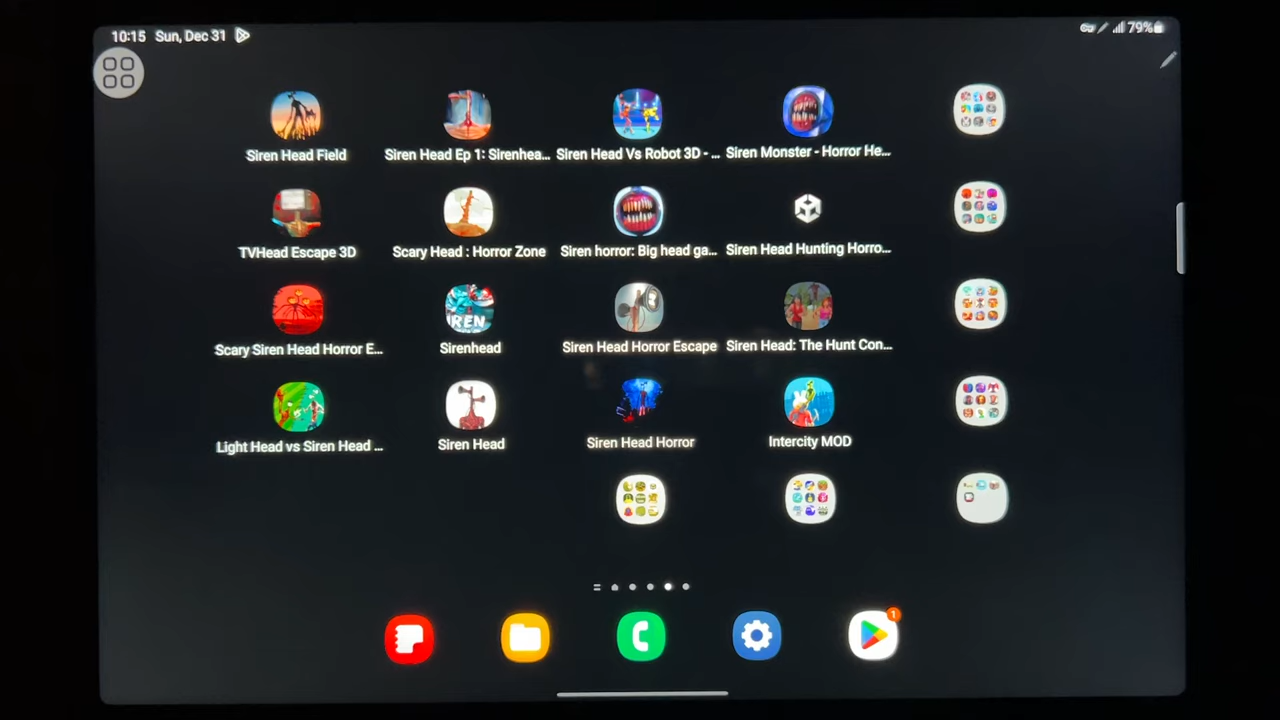 10:15 Sun, Dec 31
79%
Siren Head Field
Siren Head Ep 1: Sirenhea...
Siren Head Vs Robot 3D - ...
Siren Monster - Horror He...
TVHead Escape 3D
Scary Head : Horror Zone
Siren horror: Big head ga...
Siren Head Hunting Horro...
Scary Siren Head Horror E...
IREN
Sirenhead
Siren Head Horror Escape
Siren Head: The Hunt Con...
Light Head vs Siren Head ...
Siren Head
Siren Head Horror
Intercity MOD
1